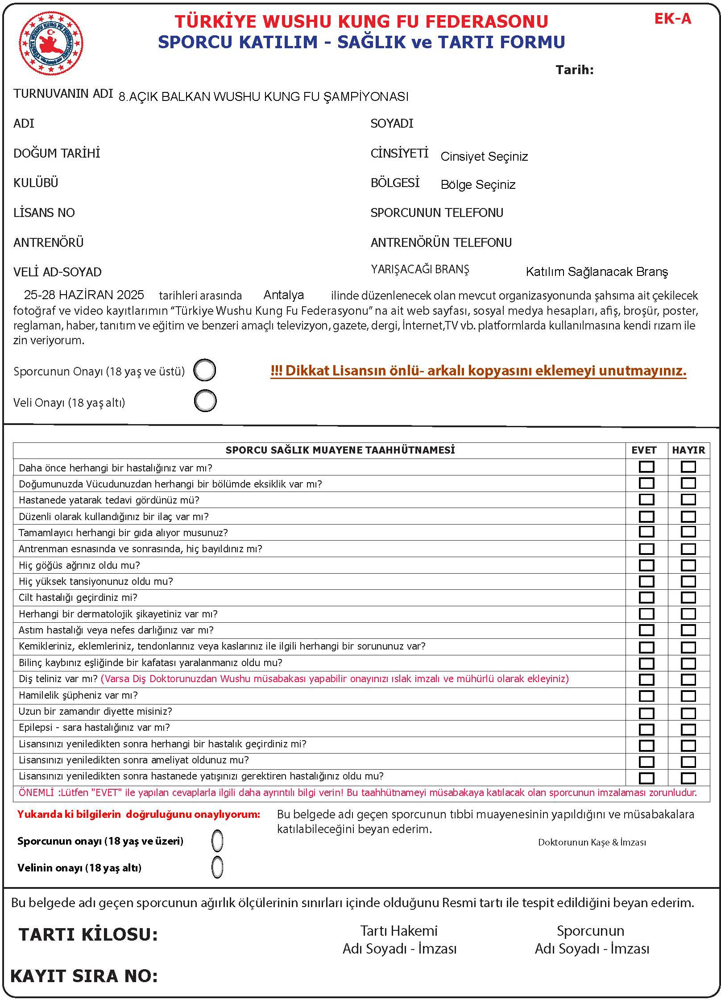 TÜRKİYE WUSHU KUNG FU FEDERASONU
EK-A
SPORCU KATILIM - SAĞLIK ve TARTI FORMU
TÜRKİYE WUSHU KUNG FU FEDERASYONU
Tarih:
TURNUVANIN ADI 8.AÇIK BALKAN WUSHU KUNG FU ŞAMPİYONASI
ADI SOYADI
DOĞUM TARİHİ CİNSİYETİ Cinsiyet Seçiniz
KULÜBÜ BÖLGESİ Bölge Seçiniz
LİSANS NO SPORCUNUN TELEFONU
ANTRENÖRÜ ANTRENÖRÜN TELEFONU
VELİ AD-SOYAD YARIŞACAĞI BRANŞ Katılım Sağlanacak Branş
25-28 HAZİRAN 2025 tarihleri arasında Antalya ilinde düzenlenecek olan mevcut organizasyonunda şahsıma ait çekilecek
fotoğraf ve video kayıtlarımın “Türkiye Wushu Kung Fu Federasyonu” na ait web sayfası, sosyal medya hesapları, afiş, broşür, poster,
reglaman, haber, tanıtım ve eğitim ve benzeri amaçlı televizyon, gazete, dergi, İnternet,TV vb. platformlarda kullanılmasına kendi rızam ile
zin veriyorum.
Sporcunun Onayı (18 yaş ve üstü) !!! Dikkat Lisansın önlü- arkalı kopyasını eklemeyi unutmayınız.
Veli Onayı (18 yaş altı)
SPORCU SAĞLIK MUAYENE TAAHHÜTNAMESİ EVET HAYIR
Daha önce herhangi bir hastalığınız var mı?
Doğumunuzda Vücudunuzdan herhangi bir bölümde eksiklik var mı?
Hastanede yatarak tedavi gördünüz mü?
Düzenli olarak kullandığınız bir ilaç var mı?
Tamamlayıcı herhangi bir gıda alıyor musunuz?
Antrenman esnasında ve sonrasında, hiç bayıldınız mı?
Hiç göğüs ağrınız oldu mu?
Hiç yüksek tansiyonunuz oldu mu?
Cilt hastalığı geçirdiniz mi?
Herhangi bir dermatolojik şikayetiniz var mı?
Astım hastalığı veya nefes darlığınız var mı?
Kemikleriniz, eklemleriniz, tendonlarınız veya kaslarınız ile ilgili herhangi bir sorununuz var?
Bilinç kaybınız eşliğinde bir kafatası yaralanmanız oldu mu?
Diş teliniz var mı? (Varsa Diş Doktorunuzdan Wushu müsabakası yapabilir onayınızı ıslak imzalı ve mühürlü olarak ekleyiniz)
Hamilelik şüpheniz var mı?
Uzun bir zamandır diyette misiniz?
Epilepsi - sara hastalığınız var mı?
Lisansınızı yeniledikten sonra herhangi bir hastalık geçirdiniz mi?
Lisansınızı yeniledikten sonra ameliyat oldunuz mu?
Lisansınızı yeniledikten sonra hastanede yatışınızı gerektiren hastalığınız oldu mu?
ÖNEMLİ :Lütfen "EVET" ile yapılan cevaplarla ilgili daha ayrıntılı bilgi verin! Bu taahhütnameyi müsabakaya katılacak olan sporcunun imzalaması zorunludur.
Yukarıda ki bilgilerin doğruluğunu onaylıyorum:
Bu belgede adı geçen sporcunun tıbbi muayenesinin yapıldığını ve müsabakalara
katılabileceğini beyan ederim.
Sporcunun onayı (18 yaş ve üzeri)
Doktorunun Kaşe & İmzası
Velinin onayı (18 yaş altı)
Bu belgede adı geçen sporcunun ağırlık ölçülerinin sınırları içinde olduğunu Resmi tartı ile tespit edildiğini beyan ederim.
TARTI KİLOSU:
Tartı Hakemi
Adı Soyadı - İmzası
Sporcunun
Adı Soyadı - İmzası
KAYIT SIRA NO: